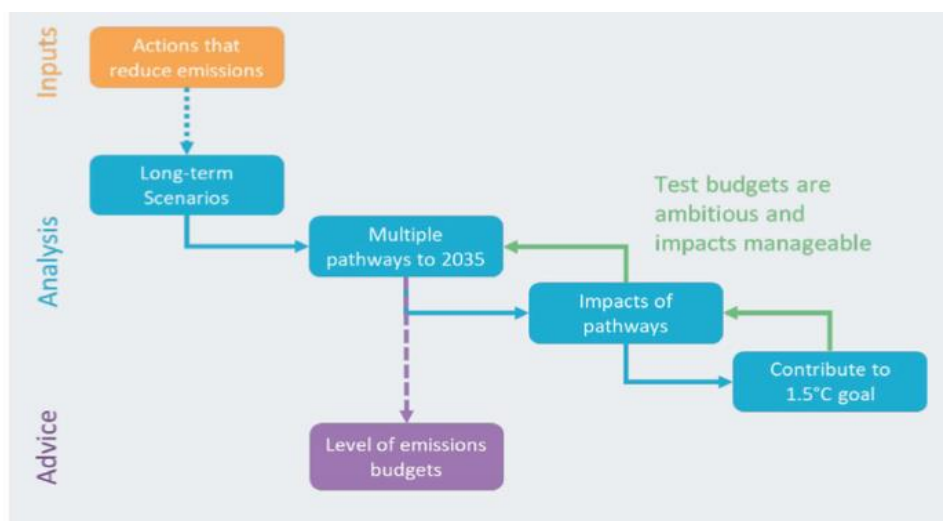 Inputs
Actions that
reduce emissions
Analysis
Long-term
Scenarios
Multiple
pathways to 2035
Test budgets are
ambitious and
impacts manageable
Impacts of
pathways
Contribute to
1.5°C goal
Advice
Level of emissions
budgets